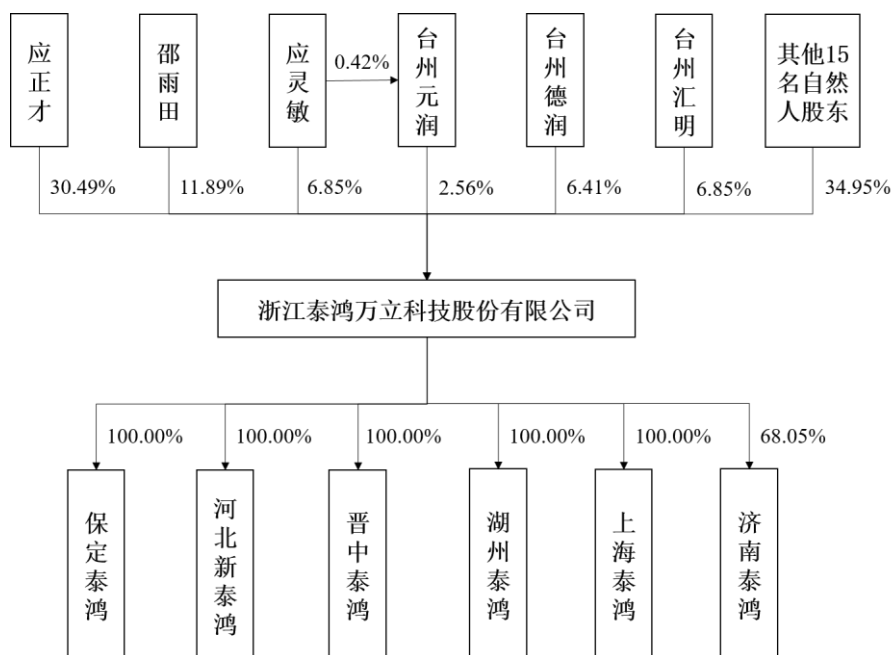 应正才
邵雨田
应灵敏
0.42%
台州元润
台州德润
台州汇明
其他15
名自然
人股东
30.49%
11.89%
6.85%
2.56%
6.41%
6.85%
34.95%
浙江泰鸿万立科技股份有限公司
100.00%
100.00%
100.00%
100.00%
100.00%
68.05%
保定泰鸿
河北新泰鸿
晋中泰鸿
湖州泰鸿
上海泰鸿
济南泰鸿